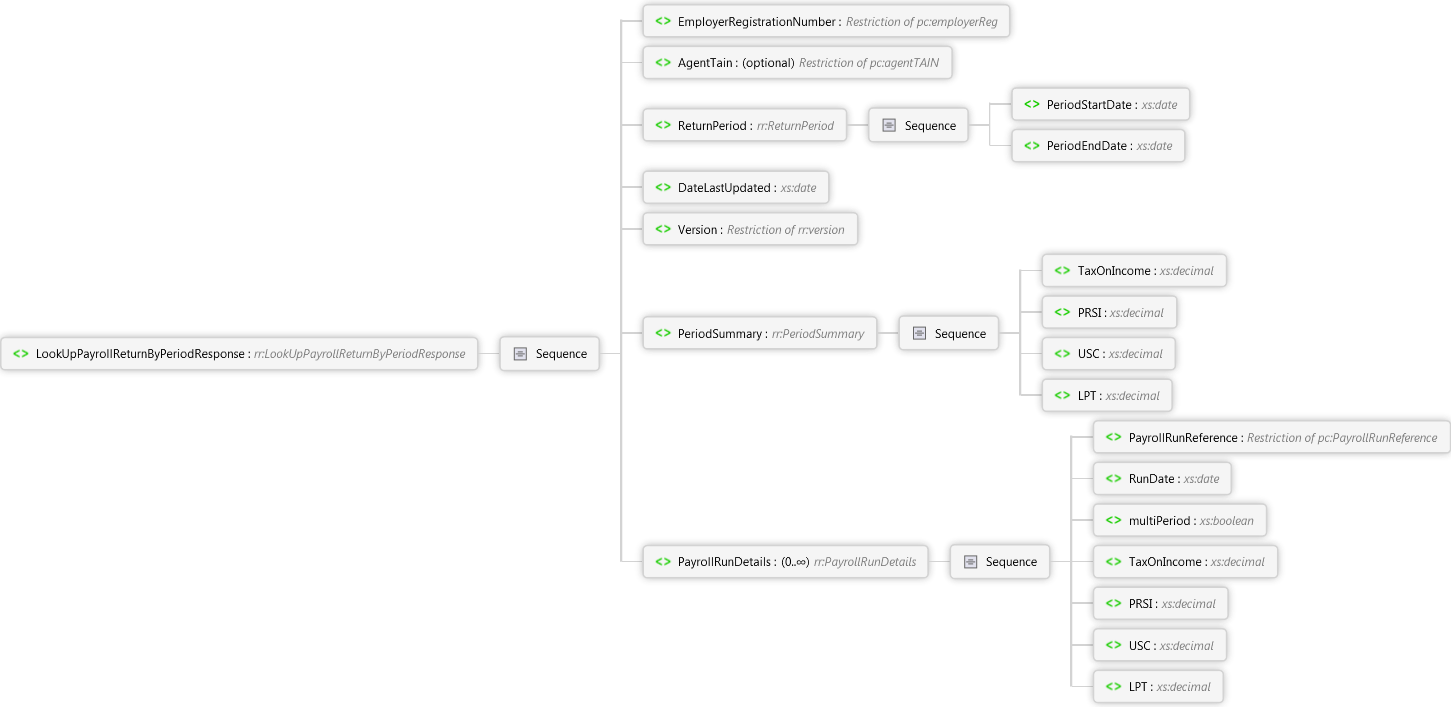 <> EmployerRegistrationNumber : Restriction of pc:employerReg
<> AgentTain : (optional) Restriction of pc:agentTAIN
<> ReturnPeriod : rr:ReturnPeriod
Sequence
<> PeriodStartDate : xs:date
<> PeriodEndDate : xs:date
<> DateLastUpdated : xs:date
<> Version : Restriction of rr:version
<> LookUpPayrollReturnByPeriodResponse : rr:LookUpPayrollReturnByPeriodResponse
Sequence
<> PeriodSummary : rr:PeriodSummary
Sequence
<> TaxOnIncome : xs:decimal
<> PRSI : xs:decimal
<> USC : xs:decimal
<> LPT : xs:decimal
<> PayrollRunDetails : (0..∞) rr:PayrollRunDetails
Sequence
<> PayrollRunReference : Restriction of pc:PayrollRunReference
<> RunDate : xs:date
<> multiPeriod : xs:boolean
<> TaxOnIncome : xs:decimal
<> PRSI : xs:decimal
<> USC : xs:decimal
<> LPT : xs:decimal